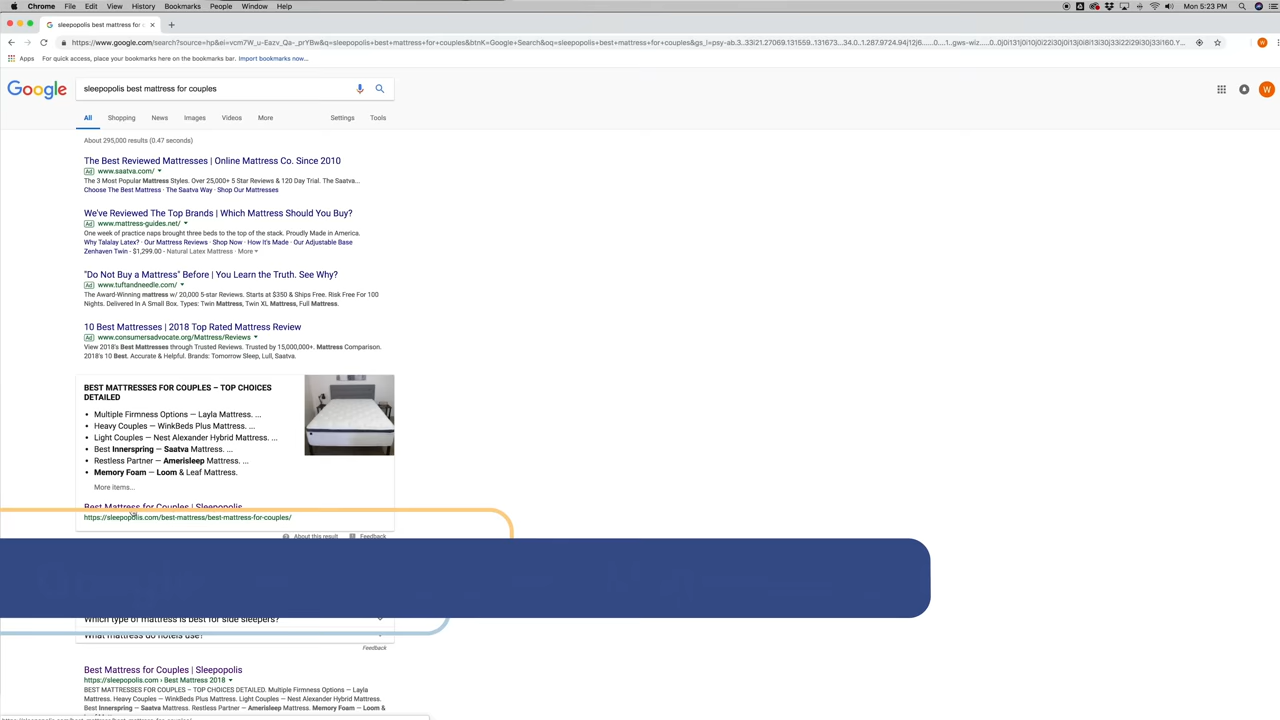 Chrome File Edit View History Bookmarks People Window Help
Mon 5:23 PM
sleepopolis best mattress for c
https://www.google.com/search?source=hp&ei=vcm7W_u-Eazv_Qa-_prYBw&q=sleepopolis+best+mattress+for+couples&btnK=Google+Search&oq=sleepopolis+best+mattress+for+couples&gs_l=psy-ab.3..33i21.27069.131559..131673...34.0..1.287.9724.94j12j6......0....1..gws-wiz.....
Apps For quick access, place your bookmarks here on the bookmarks bar. Import bookmarks now...
Google
sleepopolis best mattress for couples
W
All Shopping News Images Videos More Settings Tools
About 295,000 results (0.47 seconds)
The Best Reviewed Mattresses | Online Mattress Co. Since 2010
Ad www.saatva.com/
The 3 Most Popular Mattress Styles. Over 25,000+ 5 Star Reviews & 120 Day Trial. The Saatva...
Choose The Best Mattress · The Saatva Way · Shop Our Mattresses
We've Reviewed The Top Brands | Which Mattress Should You Buy?
Ad www.mattress-guides.net/
One week of practice naps brought three beds to the top of the stack. Proudly Made in America.
Why Talalay Latex? · Our Mattress Reviews · Shop Now · How It's Made · Our Adjustable Base
Zenhaven Twin - $1,299.00 - Natural Latex Mattress · More
"Do Not Buy a Mattress" Before | You Learn the Truth. See Why?
Ad www.tuftandneedle.com/
The Award-Winning mattress w/ 20,000 5-star Reviews. Starts at $350 & Ships Free. Risk Free For 100
Nights. Delivered In A Small Box. Types: Twin Mattress, Twin XL Mattress, Full Mattress.
10 Best Mattresses | 2018 Top Rated Mattress Review
Ad www.consumersadvocate.org/Mattress/Reviews
View 2018's Best Mattresses through Trusted Reviews. Trusted by 15,000,000+. Mattress Comparison.
2018's 10 Best. Accurate & Helpful. Brands: Tomorrow Sleep, Lull, Saatva.
BEST MATTRESSES FOR COUPLES – TOP CHOICES
DETAILED
• Multiple Firmness Options — Layla Mattress. ...
• Heavy Couples — WinkBeds Plus Mattress. ...
• Light Couples — Nest Alexander Hybrid Mattress. ...
• Best Innerspring — Saatva Mattress. ...
• Restless Partner — Amerisleep Mattress. ...
• Memory Foam — Loom & Leaf Mattress.
More items...
Best Mattress for Couples | Sleepopolis
https://sleepopolis.com/best-mattress/best-mattress-for-couples/
About this result Feedback
Which type of mattress is best for side sleepers?
What mattress do hotels use?
Feedback
Best Mattress for Couples | Sleepopolis
https://sleepopolis.com › Best Mattress 2018
BEST MATTRESSES FOR COUPLES – TOP CHOICES DETAILED. Multiple Firmness Options — Layla
Mattress. Heavy Couples — WinkBeds Plus Mattress. Light Couples — Nest Alexander Hybrid Mattress.
Best Innerspring — Saatva Mattress. Restless Partner — Amerisleep Mattress. Memory Foam — Loom &